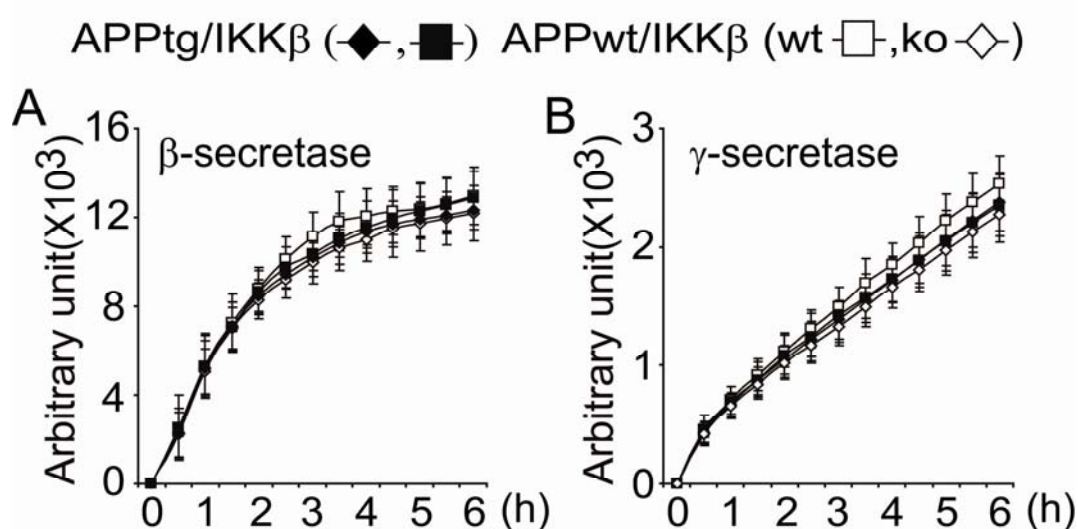 APPtg/IKKβ (◆,■) APPwt/IKKβ (wt □,ko ◇)
A
β-secretase
Arbitrary unit(X10³)
16
12
8
4
0
0 1 2 3 4 5 6 (h)
B
γ-secretase
Arbitrary unit(X10³)
3
2
1
0
0 1 2 3 4 5 6 (h)